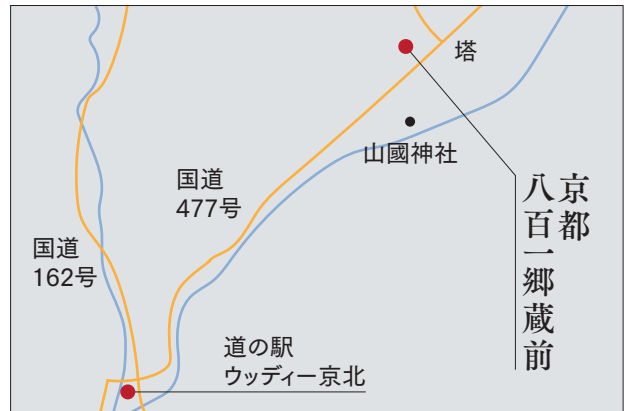 塔
山國神社
国道
477号
国道
162号
京都
八百一郷蔵前
道の駅
ウッディー京北